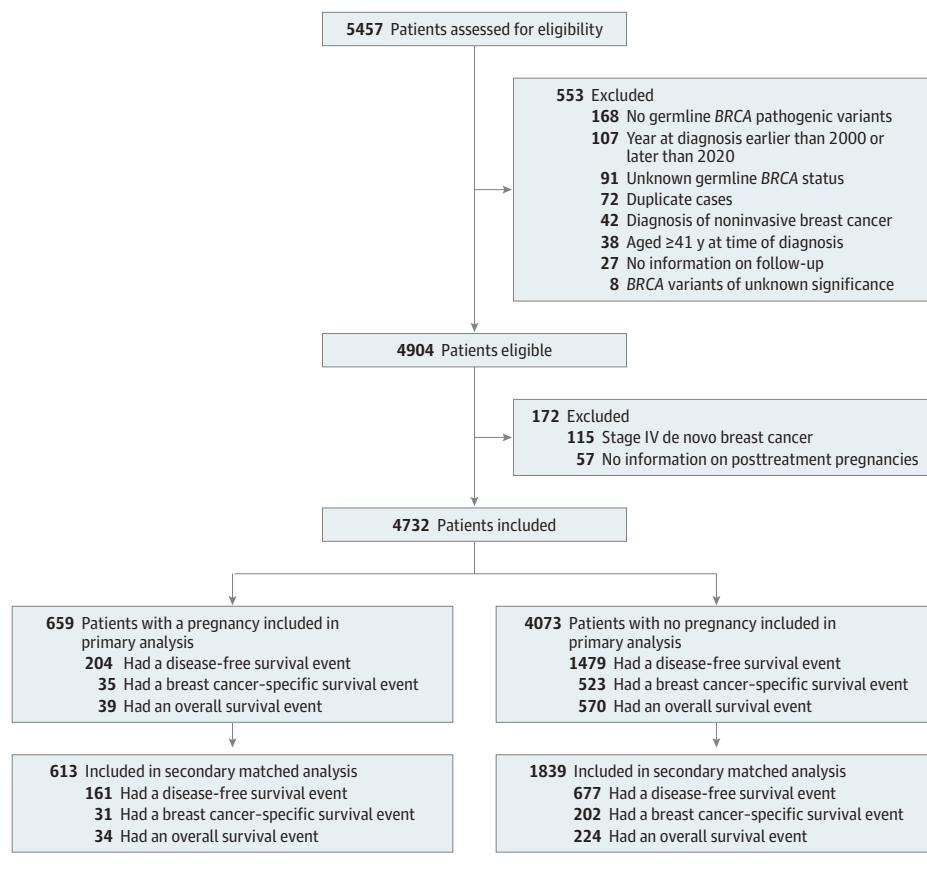 5457 Patients assessed for eligibility
553 Excluded
168 No germline BRCA pathogenic variants
107 Year at diagnosis earlier than 2000 or
later than 2020
91 Unknown germline BRCA status
72 Duplicate cases
42 Diagnosis of noninvasive breast cancer
38 Aged ≥41 y at time of diagnosis
27 No information on follow-up
8 BRCA variants of unknown significance
4904 Patients eligible
172 Excluded
115 Stage IV de novo breast cancer
57 No information on posttreatment pregnancies
4732 Patients included
659 Patients with a pregnancy included in
primary analysis
204 Had a disease-free survival event
35 Had a breast cancer-specific survival event
39 Had an overall survival event
4073 Patients with no pregnancy included in
primary analysis
1479 Had a disease-free survival event
523 Had a breast cancer-specific survival event
570 Had an overall survival event
613 Included in secondary matched analysis
161 Had a disease-free survival event
31 Had a breast cancer-specific survival event
34 Had an overall survival event
1839 Included in secondary matched analysis
677 Had a disease-free survival event
202 Had a breast cancer-specific survival event
224 Had an overall survival event